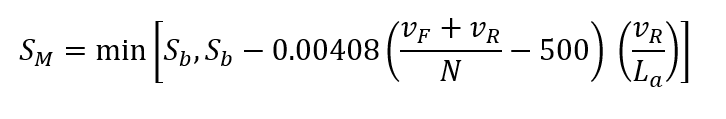 S_M = min [S_b, S_b − 0.00408 ((v_F + v_R)/N − 500) (v_R/L_a)]